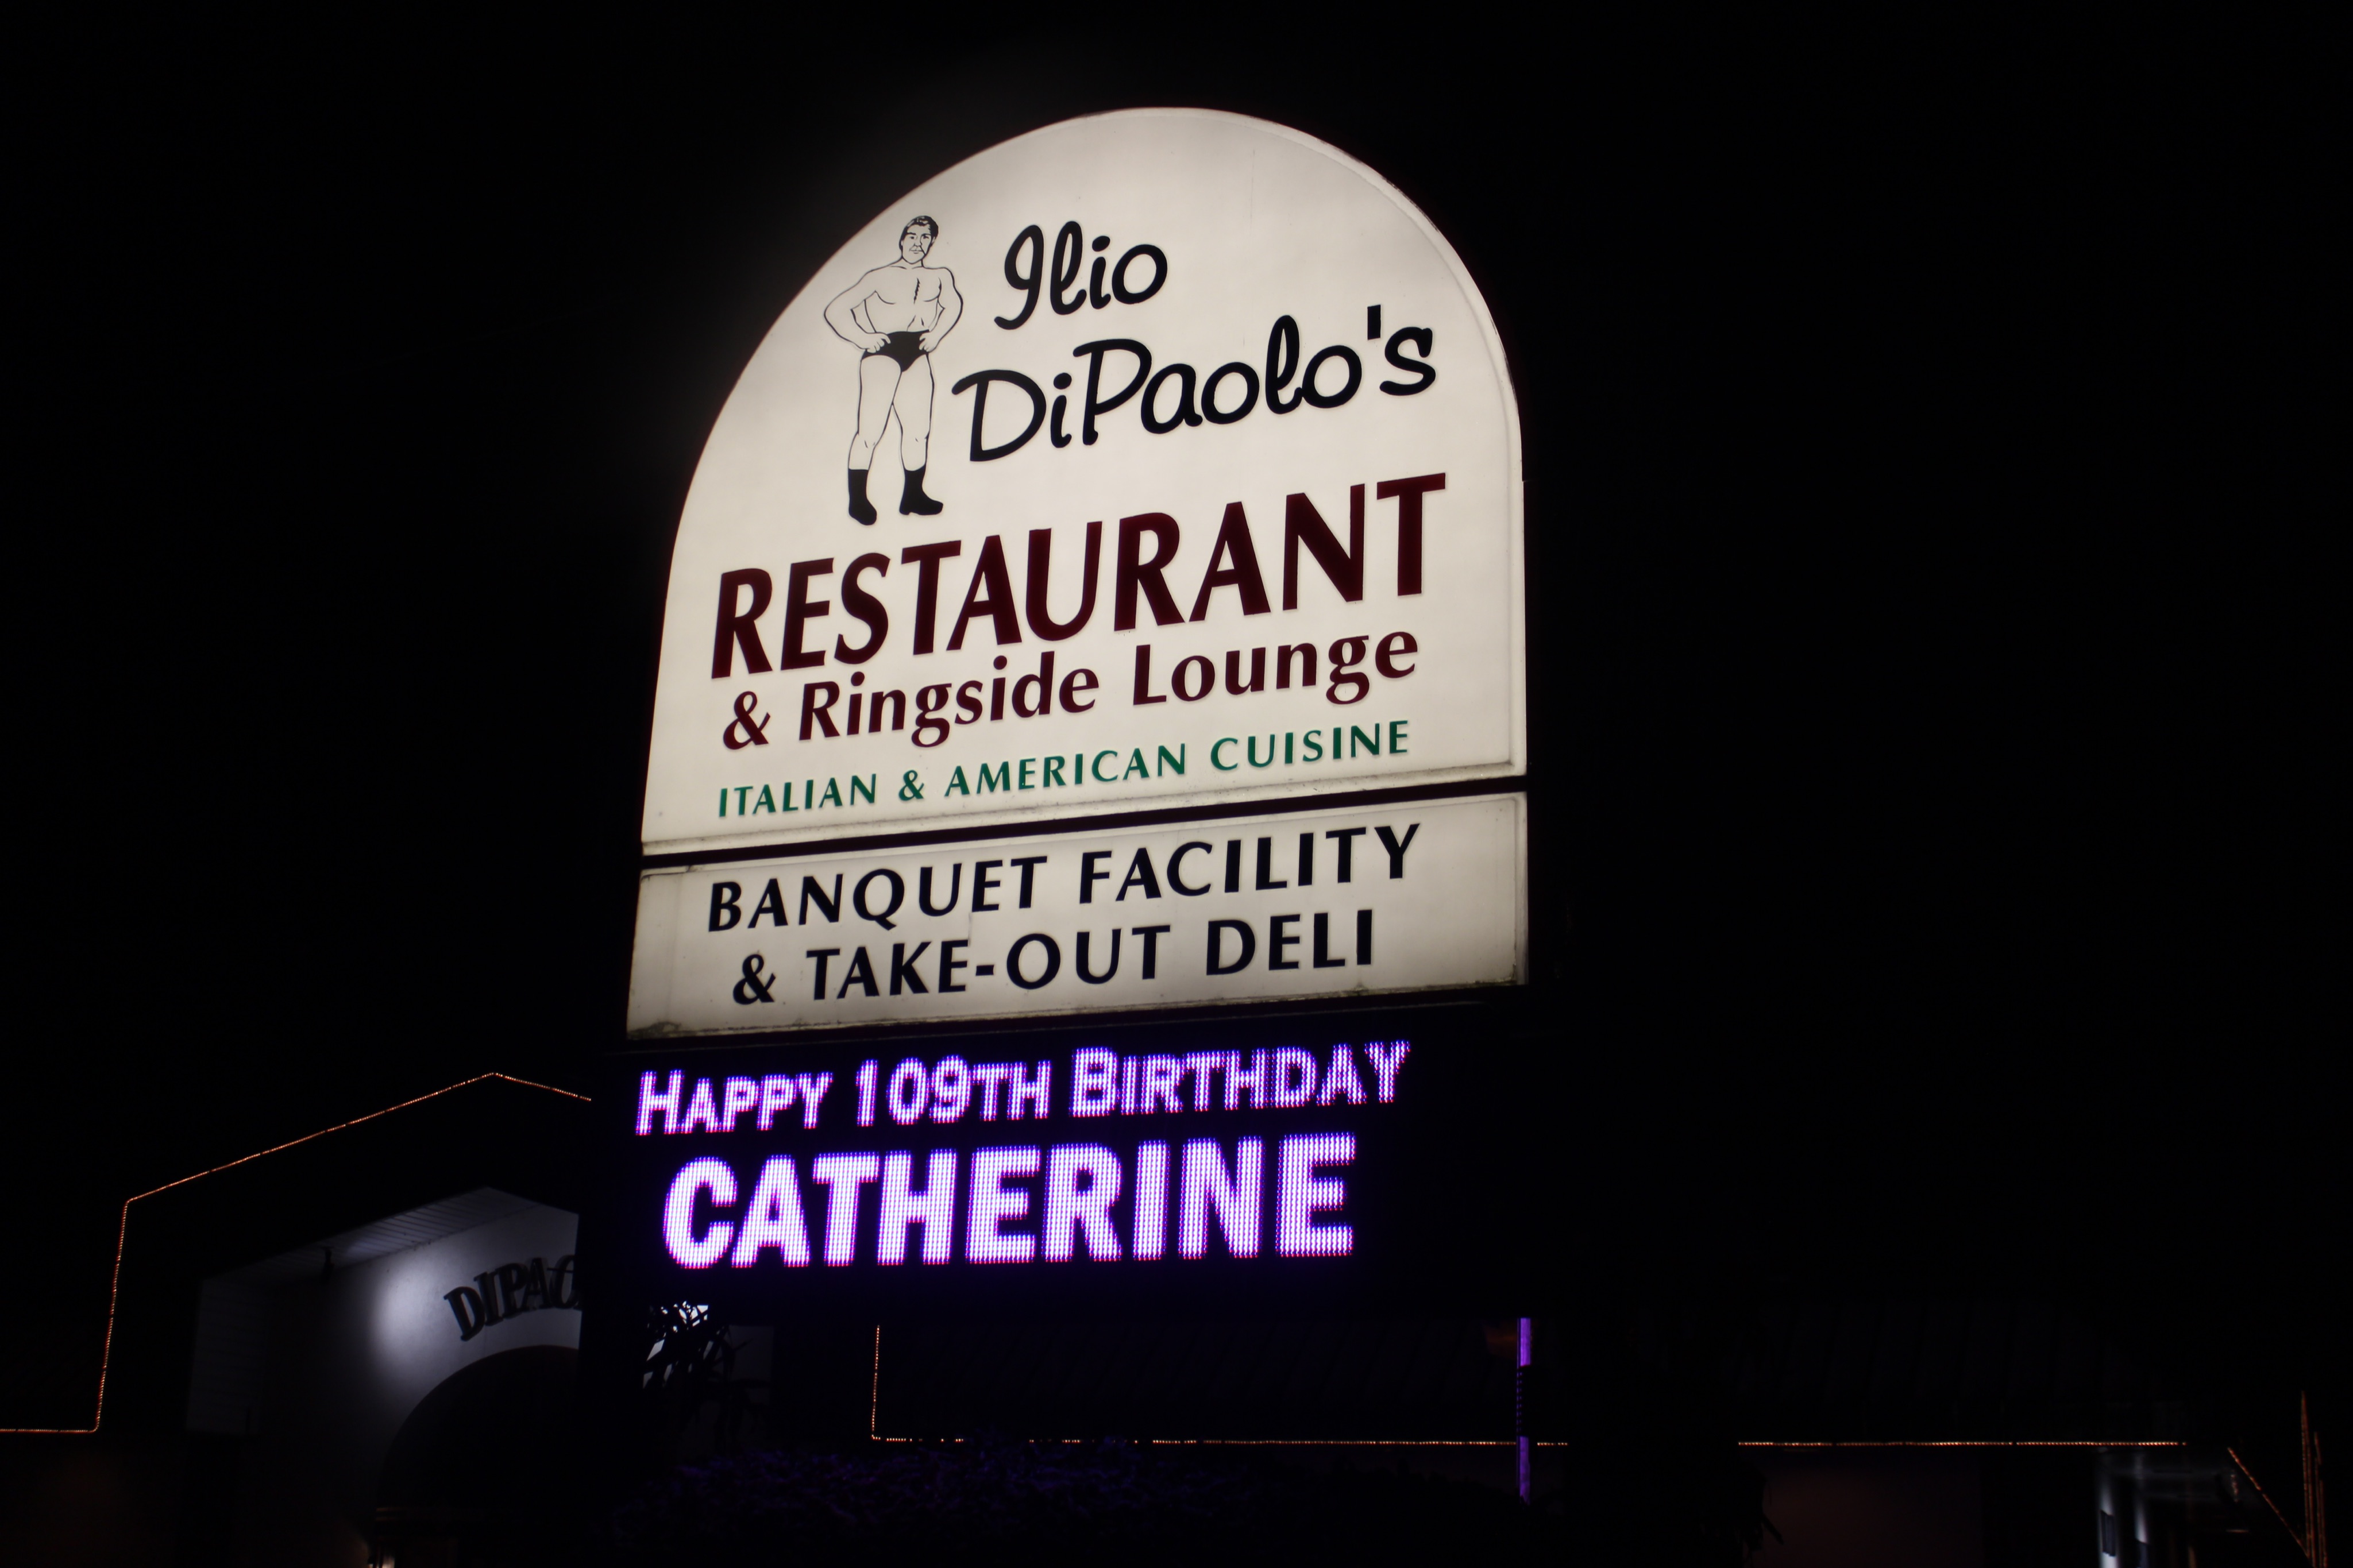 Ilio
DiPaolo's
RESTAURANT
& Ringside Lounge
ITALIAN & AMERICAN CUISINE
BANQUET FACILITY
& TAKE-OUT DELI
HAPPY 109TH BIRTHDAY
CATHERINE